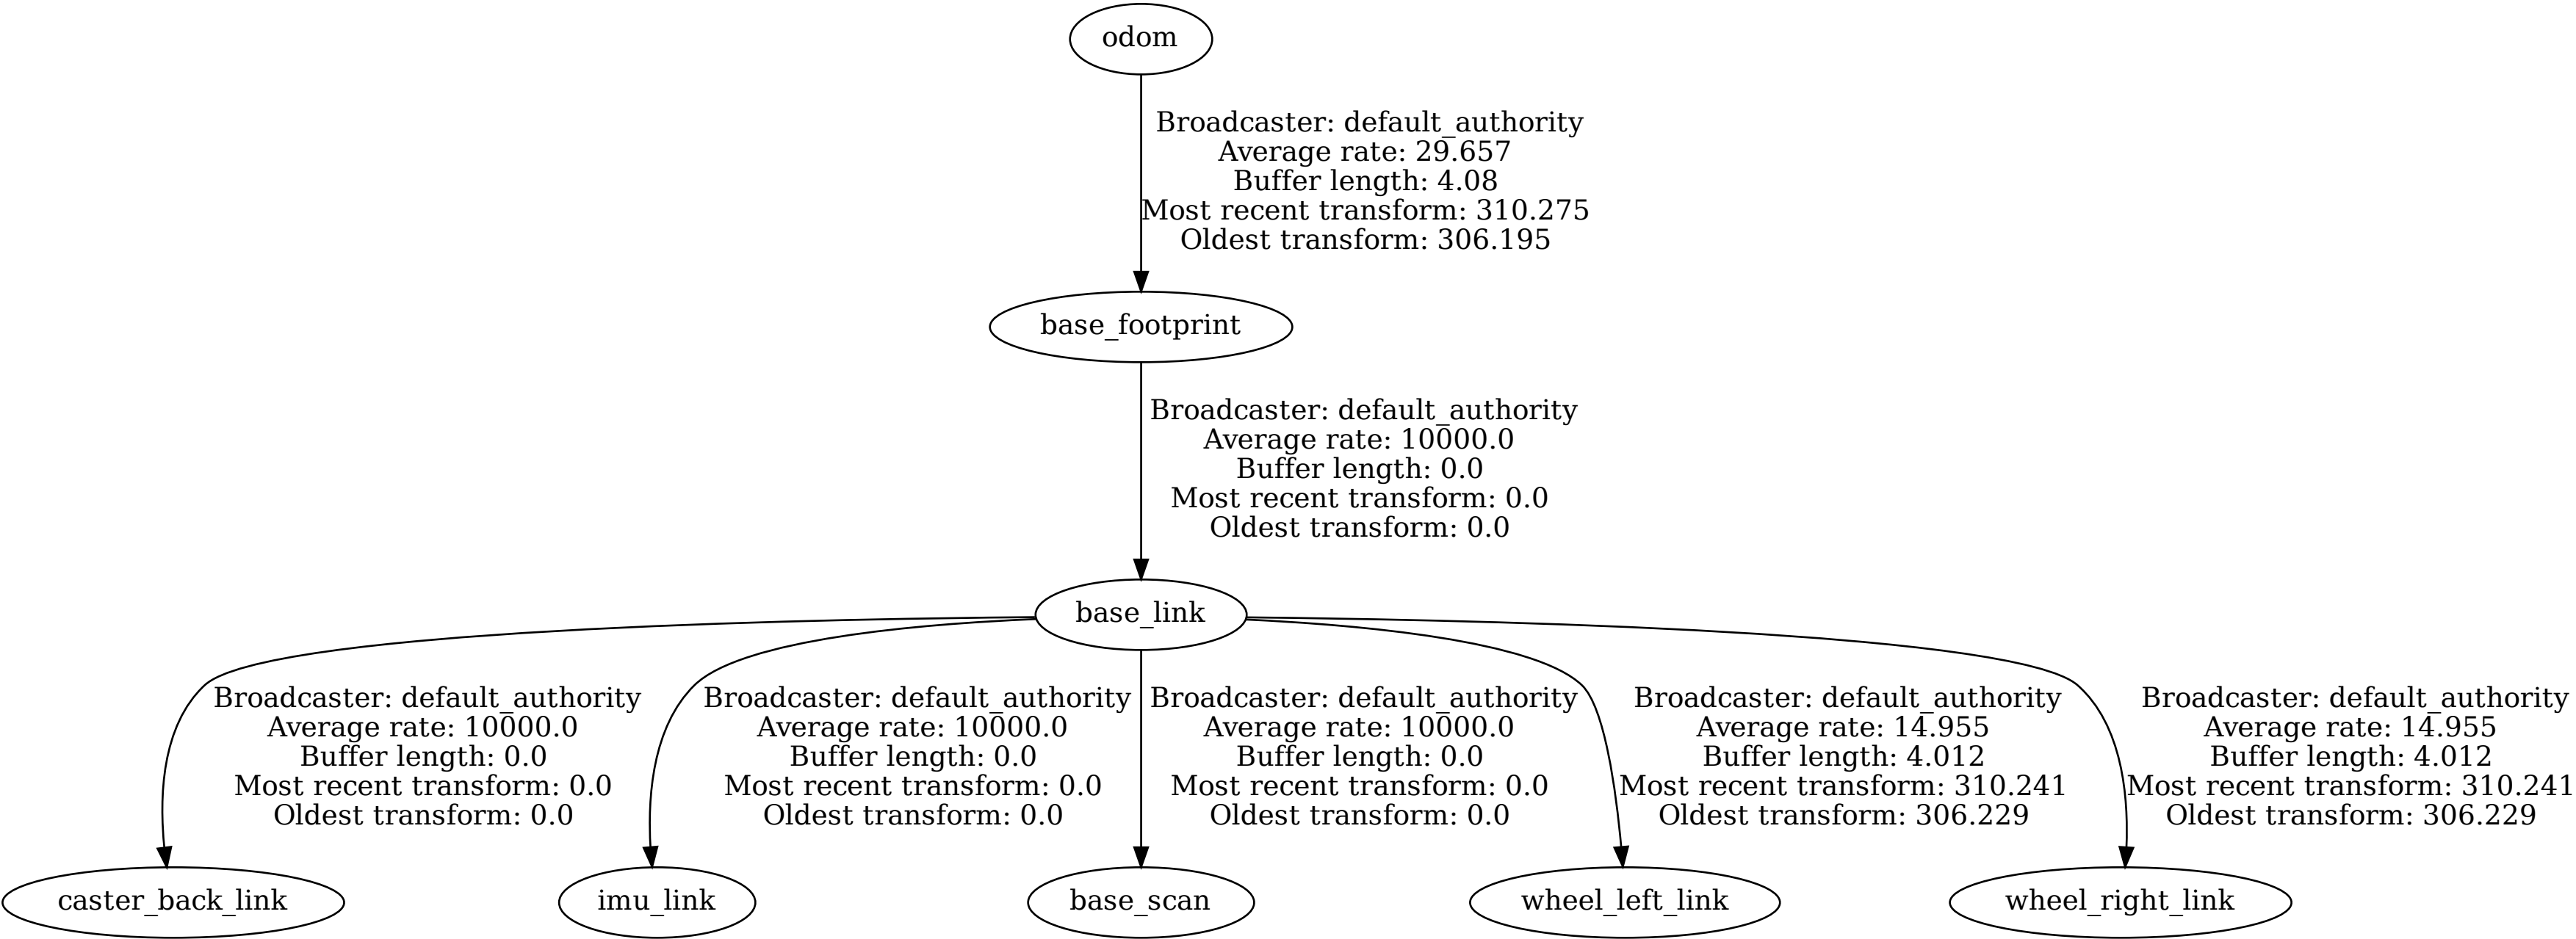 odom
Broadcaster: default_authority
Average rate: 29.657
Buffer length: 4.08
Most recent transform: 310.275
Oldest transform: 306.195
base_footprint
Broadcaster: default_authority
Average rate: 10000.0
Buffer length: 0.0
Most recent transform: 0.0
Oldest transform: 0.0
base_link
Broadcaster: default_authority
Average rate: 10000.0
Buffer length: 0.0
Most recent transform: 0.0
Oldest transform: 0.0
Broadcaster: default_authority
Average rate: 10000.0
Buffer length: 0.0
Most recent transform: 0.0
Oldest transform: 0.0
Broadcaster: default_authority
Average rate: 10000.0
Buffer length: 0.0
Most recent transform: 0.0
Oldest transform: 0.0
Broadcaster: default_authority
Average rate: 14.955
Buffer length: 4.012
Most recent transform: 310.241
Oldest transform: 306.229
Broadcaster: default_authority
Average rate: 14.955
Buffer length: 4.012
Most recent transform: 310.241
Oldest transform: 306.229
caster_back_link
imu_link
base_scan
wheel_left_link
wheel_right_link